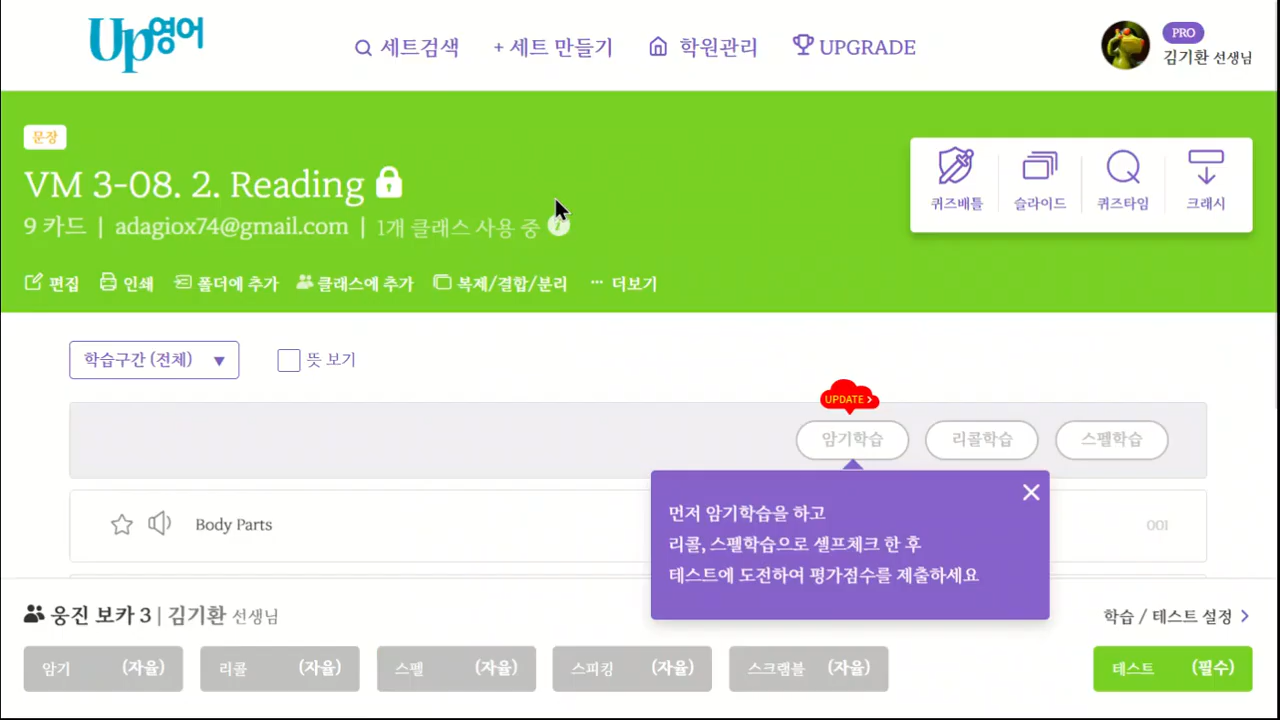 Up영어
세트검색
+ 세트 만들기
학원관리
UPGRADE
PRO
김기환 선생님
문장
VM 3-08. 2. Reading
9 카드 | adagiox74@gmail.com | 1개 클래스 사용 중 i
편집
인쇄
폴더에 추가
클래스에 추가
복제/결합/분리
··· 더보기
퀴즈배틀
슬라이드
퀴즈타임
크래시
학습구간 (전체) ▼
뜻 보기
UPDATE >
암기학습
리콜학습
스펠학습
먼저 암기학습을 하고
리콜, 스펠학습으로 셀프체크 한 후
테스트에 도전하여 평가점수를 제출하세요
Body Parts
001
웅진 보카 3 | 김기환 선생님
학습 / 테스트 설정 >
암기 (자율)
리콜 (자율)
스펠 (자율)
스피킹 (자율)
스크램블 (자율)
테스트 (필수)